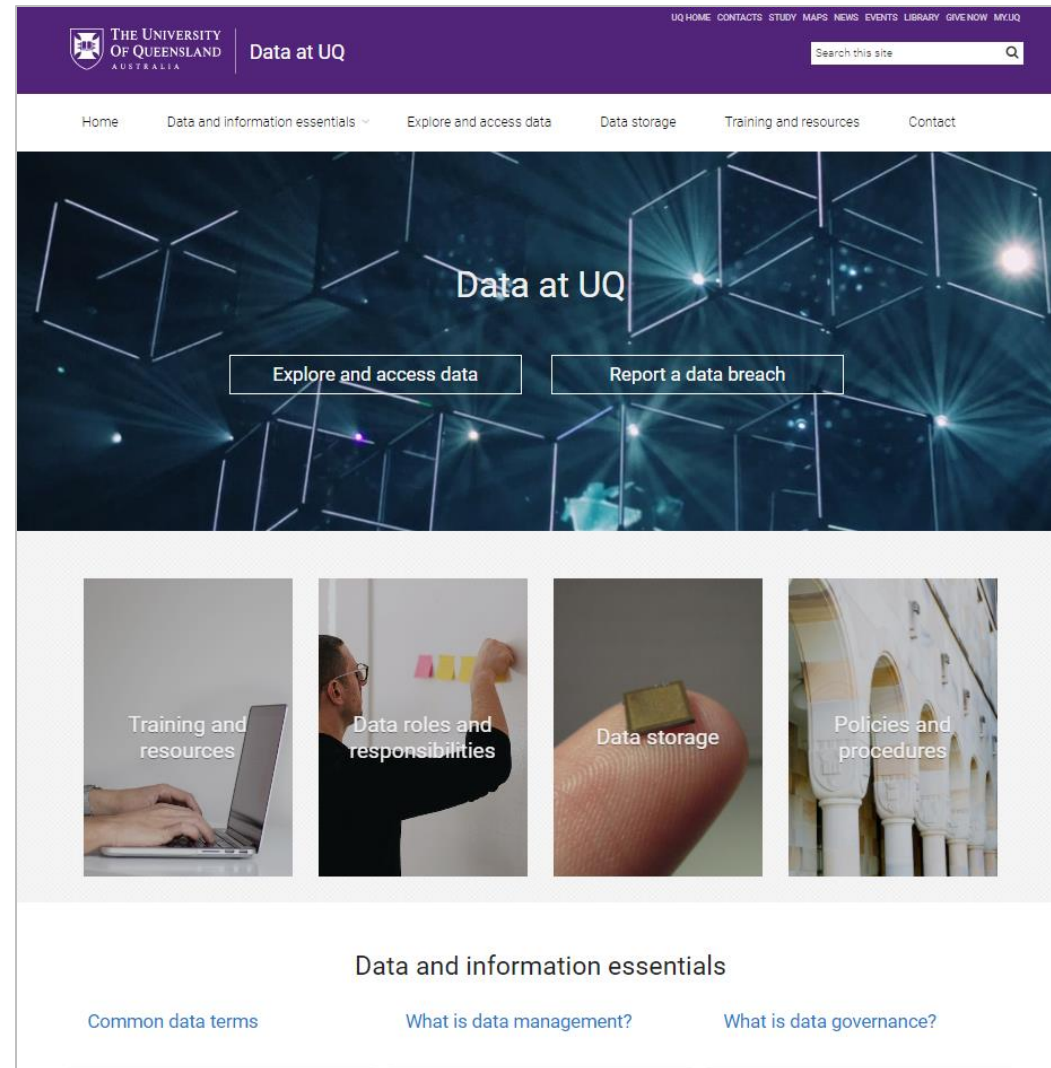 UQ HOME CONTACTS STUDY MAPS NEWS EVENTS LIBRARY GIVE NOW MY.UQ
THE UNIVERSITY
OF QUEENSLAND
AUSTRALIA
Data at UQ
Search this site
Home Data and information essentials Explore and access data Data storage Training and resources Contact
Data at UQ
Explore and access data Report a data breach
Training and
resources
Data roles and
responsibilities
Data storage
Policies and
procedures
Data and information essentials
Common data terms What is data management? What is data governance?